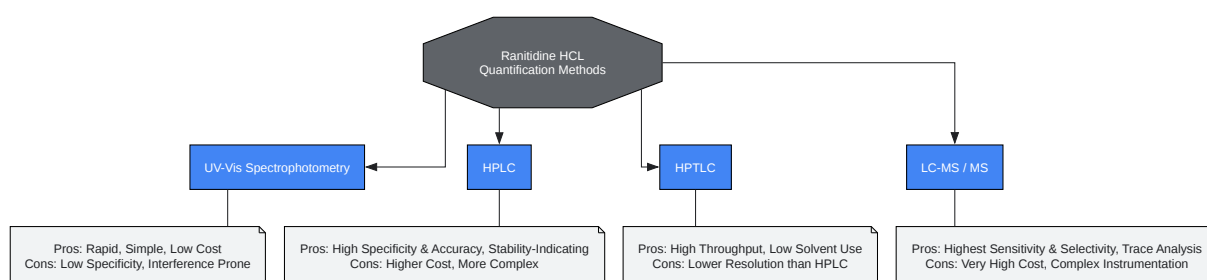 Ranitidine HCL
Quantification Methods
UV-Vis Spectrophotometry
HPLC
HPTLC
LC-MS / MS
Pros: Rapid, Simple, Low Cost
Cons: Low Specificity, Interference Prone
Pros: High Specificity & Accuracy, Stability-Indicating
Cons: Higher Cost, More Complex
Pros: High Throughput, Low Solvent Use
Cons: Lower Resolution than HPLC
Pros: Highest Sensitivity & Selectivity, Trace Analysis
Cons: Very High Cost, Complex Instrumentation